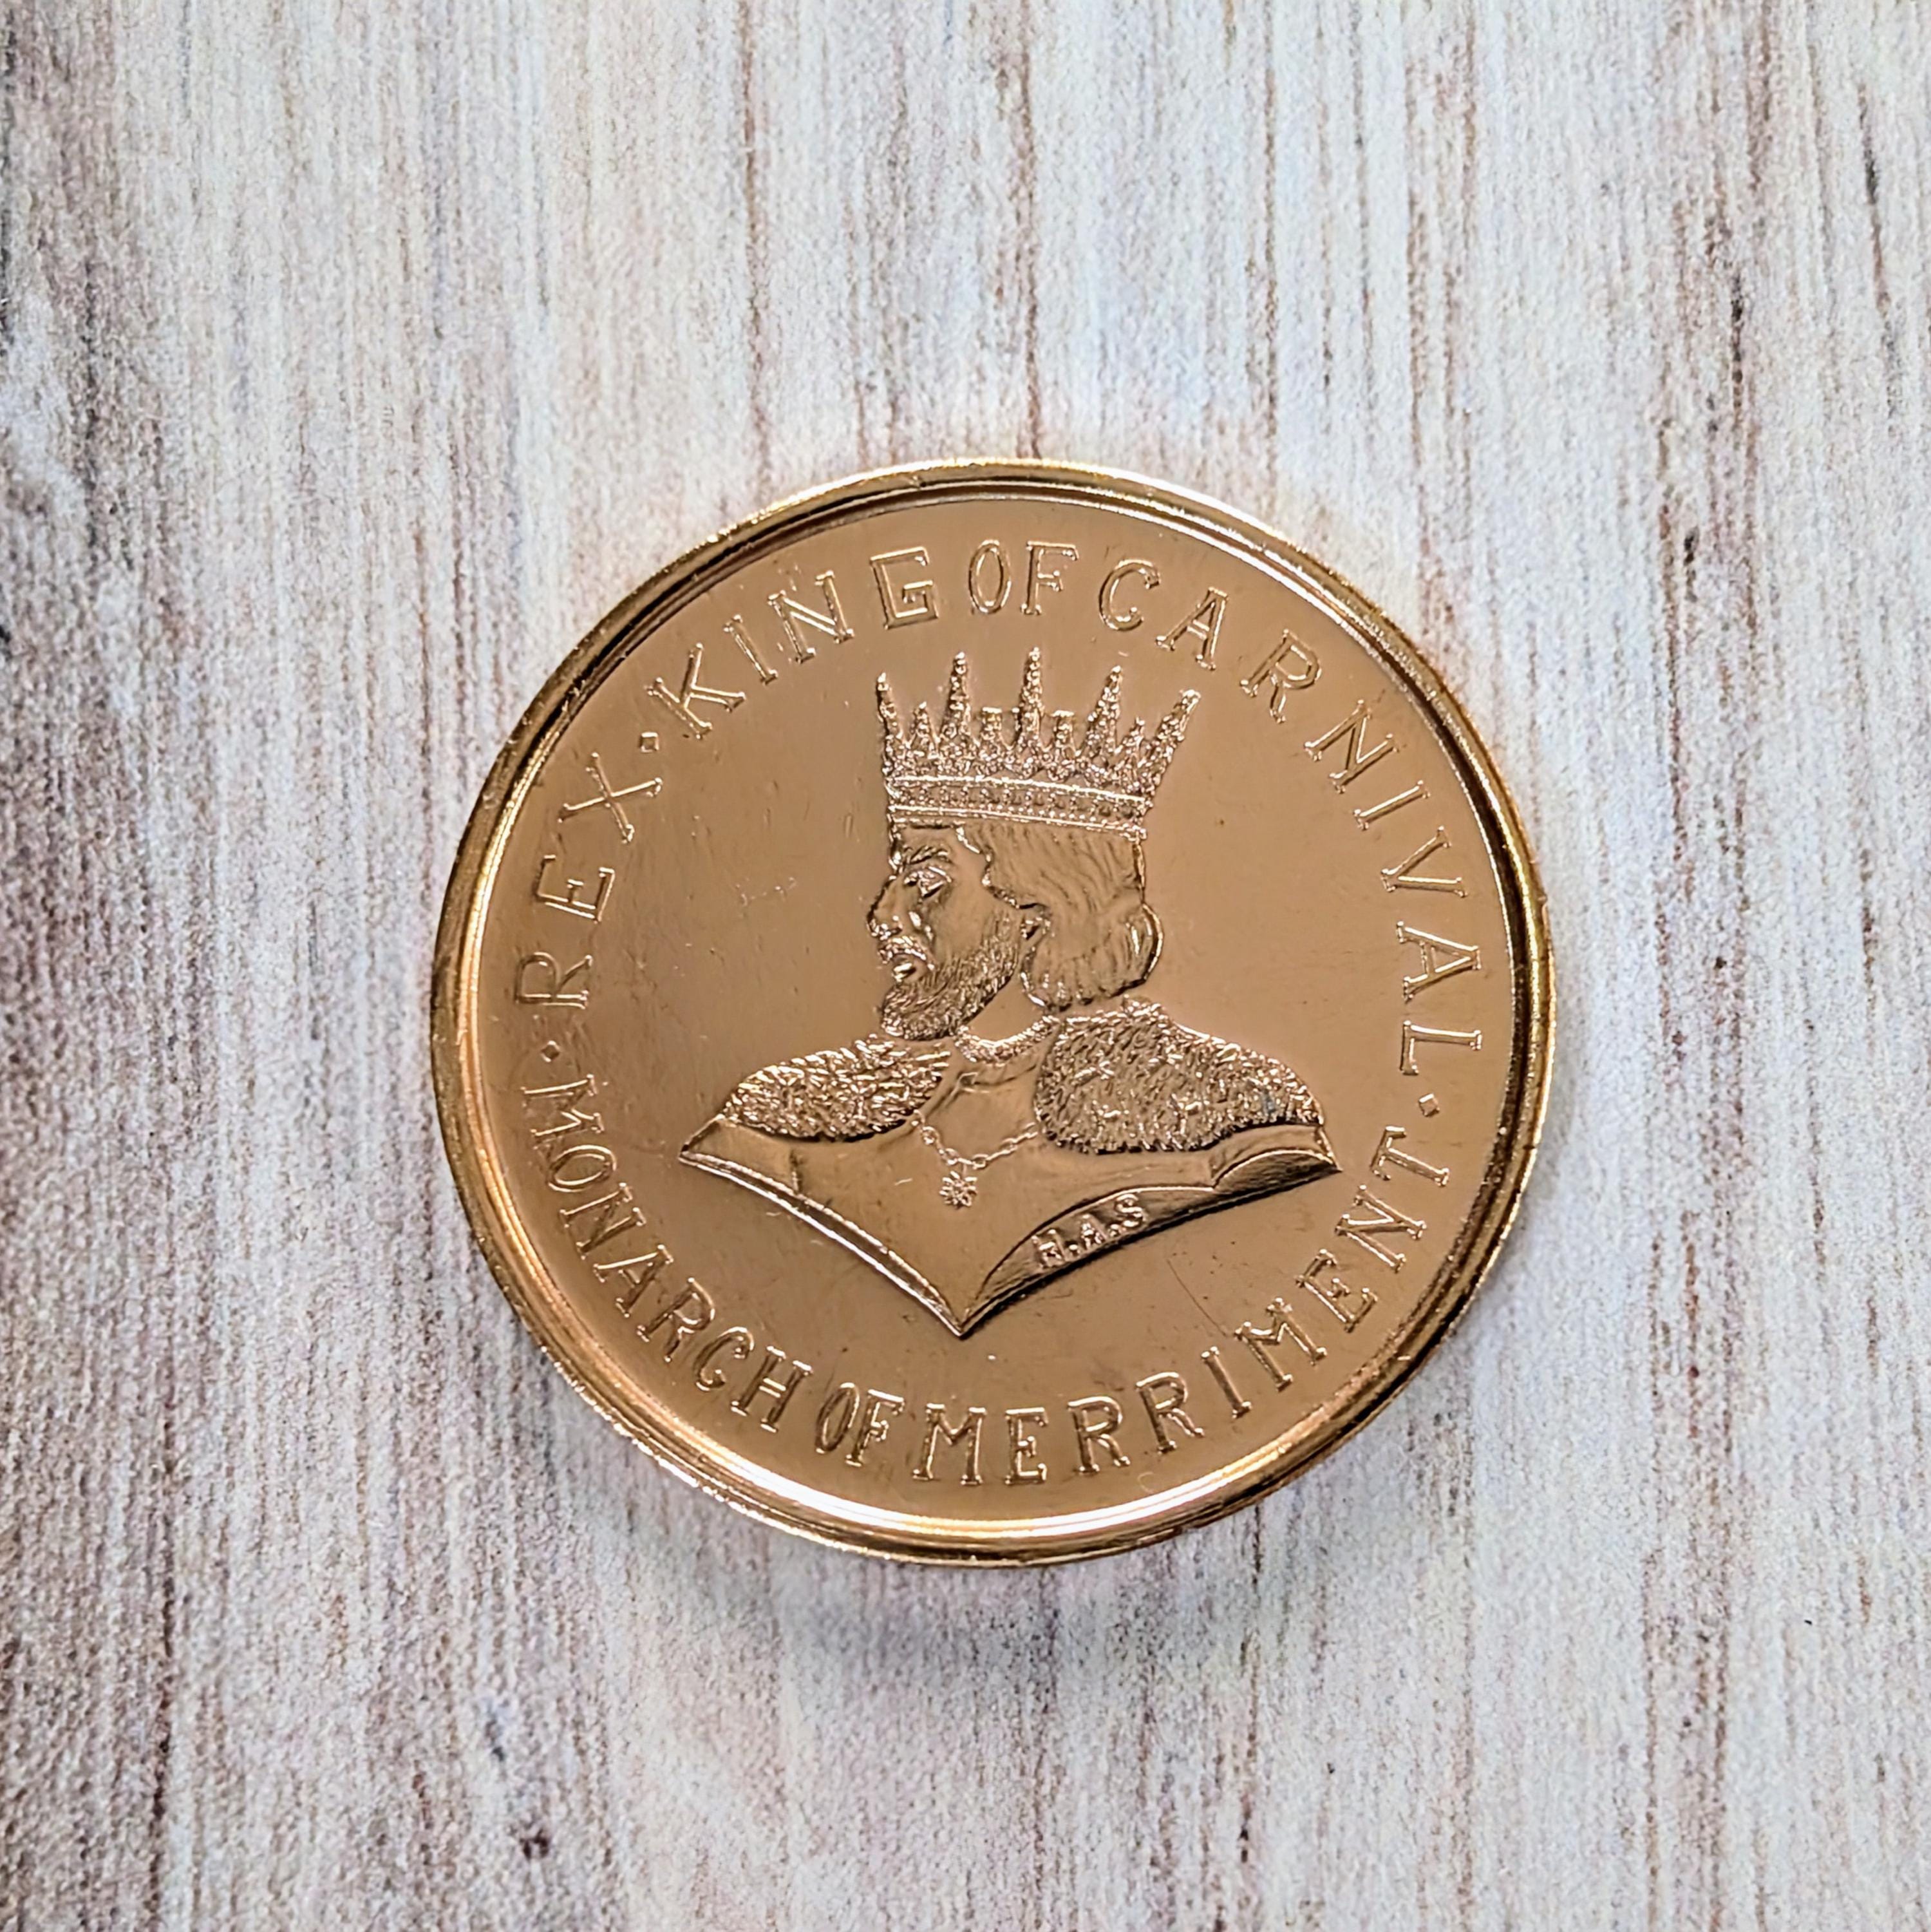 REX · KING OF CARNIVAL ·
MONARCH OF MERRIMENT ·
H.A.S